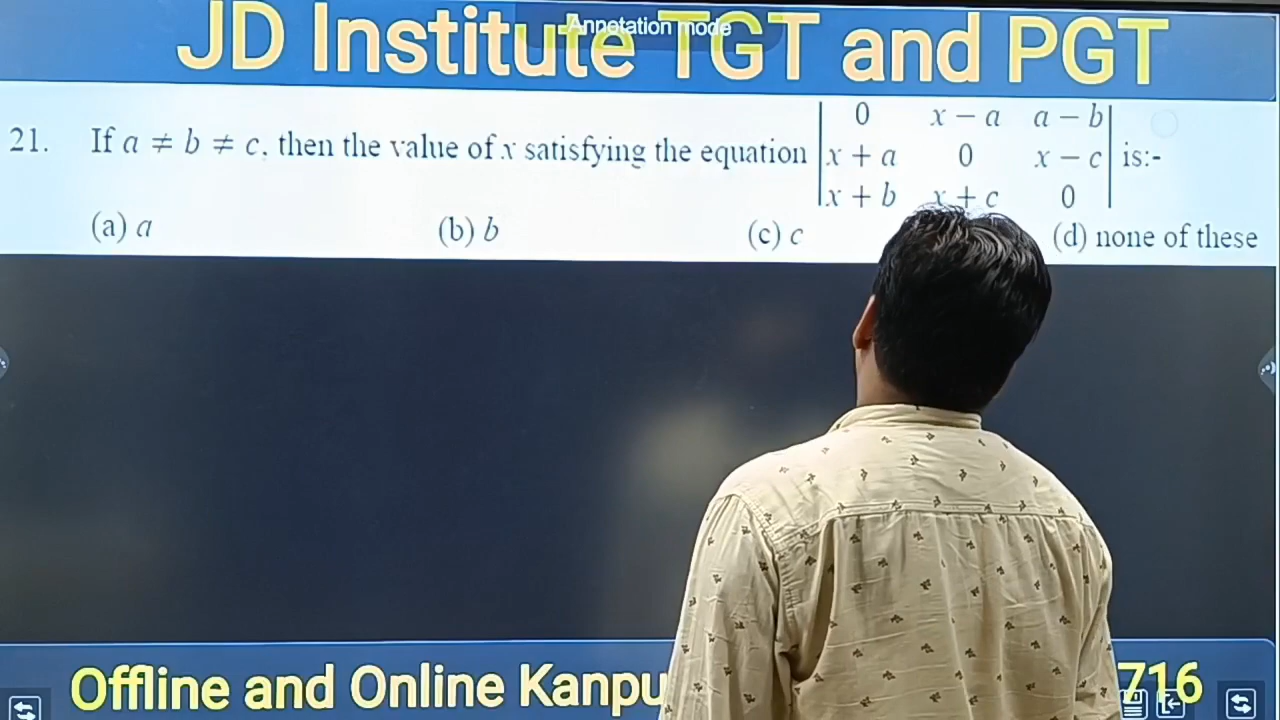 JD Institute TGT and PGT
Annotation mode
21. If a ≠ b ≠ c, then the value of x satisfying the equation | 0 x − a a − b |
| x + a 0 x − c | is:-
| x + b x + c 0 |
(a) a (b) b (c) c (d) none of these
Offline and Online Kanpu 716